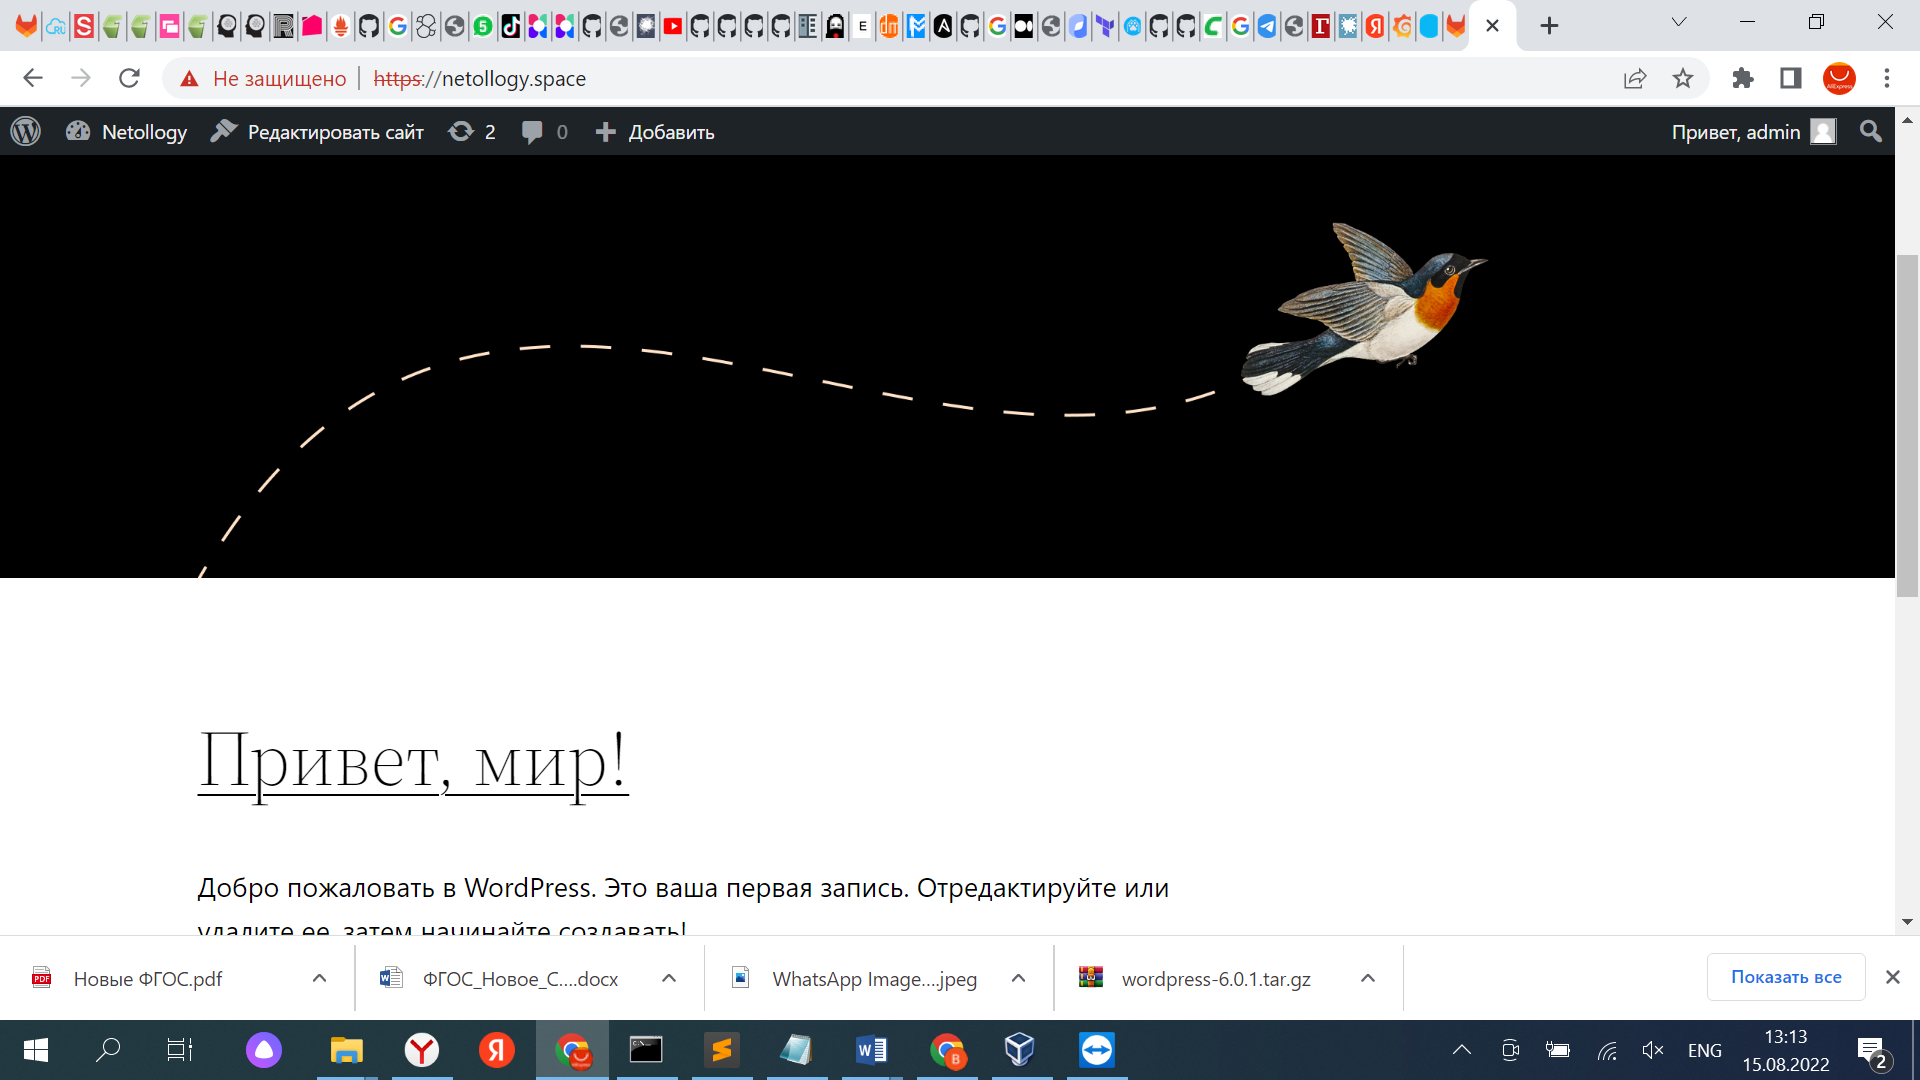 Не защищено
https://netollogy.space
Netollogy
Редактировать сайт
2
0
Добавить
Привет, admin
Привет, мир!
Добро пожаловать в WordPress. Это ваша первая запись. Отредактируйте или
удалите ее, затем начинайте создавать!
Новые ФГОС.pdf
ФГОС_Новое_С....docx
WhatsApp Image....jpeg
wordpress-6.0.1.tar.gz
Показать все
ENG
13:13
15.08.2022
2